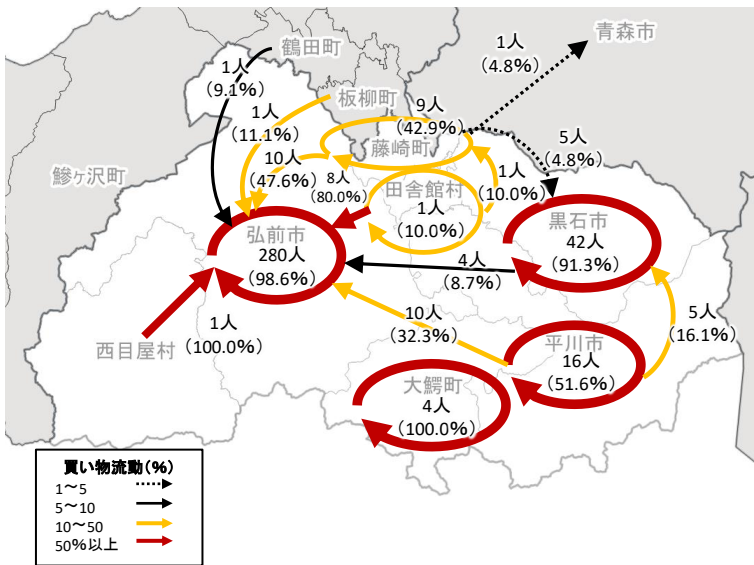 青森市
鶴田町
1人
(4.8%)
1人
(9.1%)
板柳町
9人
(42.9%)
1人
(11.1%)
藤崎町
5人
(4.8%)
10人
(47.6%)
8人
(80.0%)
田舎館村
1人
(10.0%)
1人
(10.0%)
鰺ヶ沢町
弘前市
280人
(98.6%)
黒石市
42人
(91.3%)
4人
(8.7%)
10人
(32.3%)
5人
(16.1%)
1人
(100.0%)
西目屋村
平川市
16人
(51.6%)
大鰐町
4人
(100.0%)
買い物流動(%)
1～5
5～10
10～50
50%以上